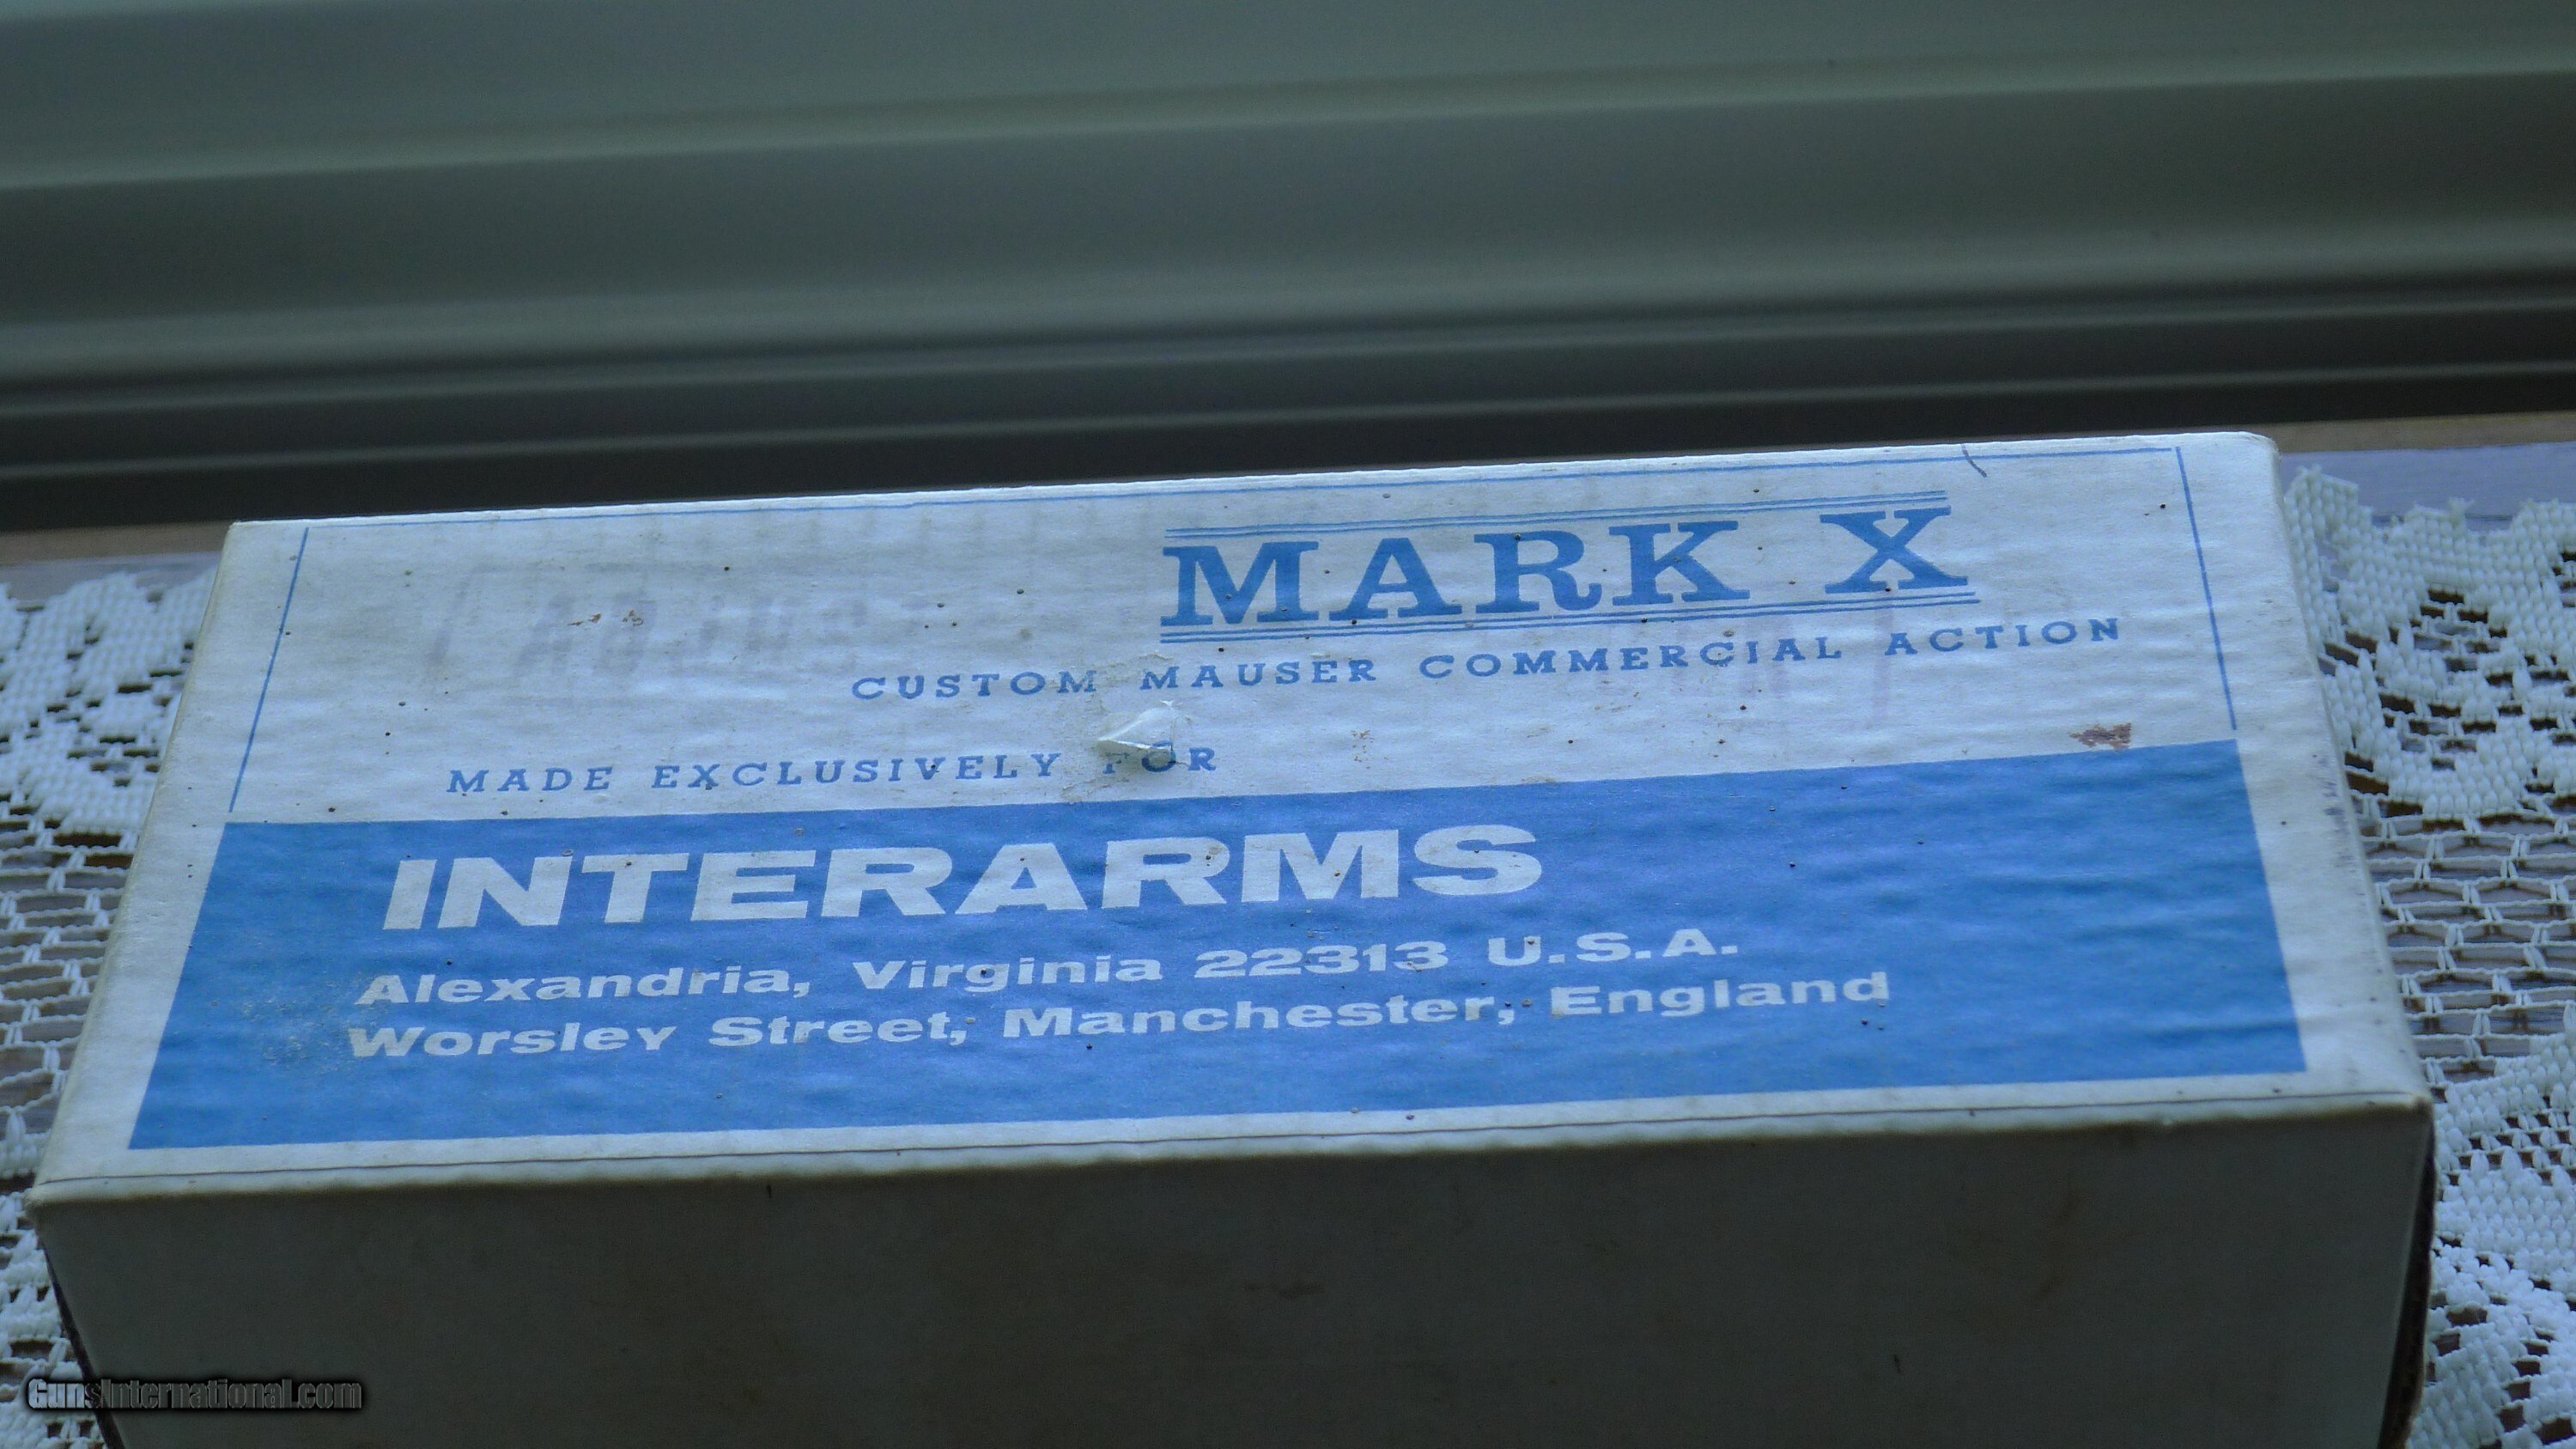 MARK X
CUSTOM MAUSER COMMERCIAL ACTION
MADE EXCLUSIVELY FOR
INTERARMS
Alexandria, Virginia 22313 U.S.A.
Worsley Street, Manchester, England
GunsInternational.com